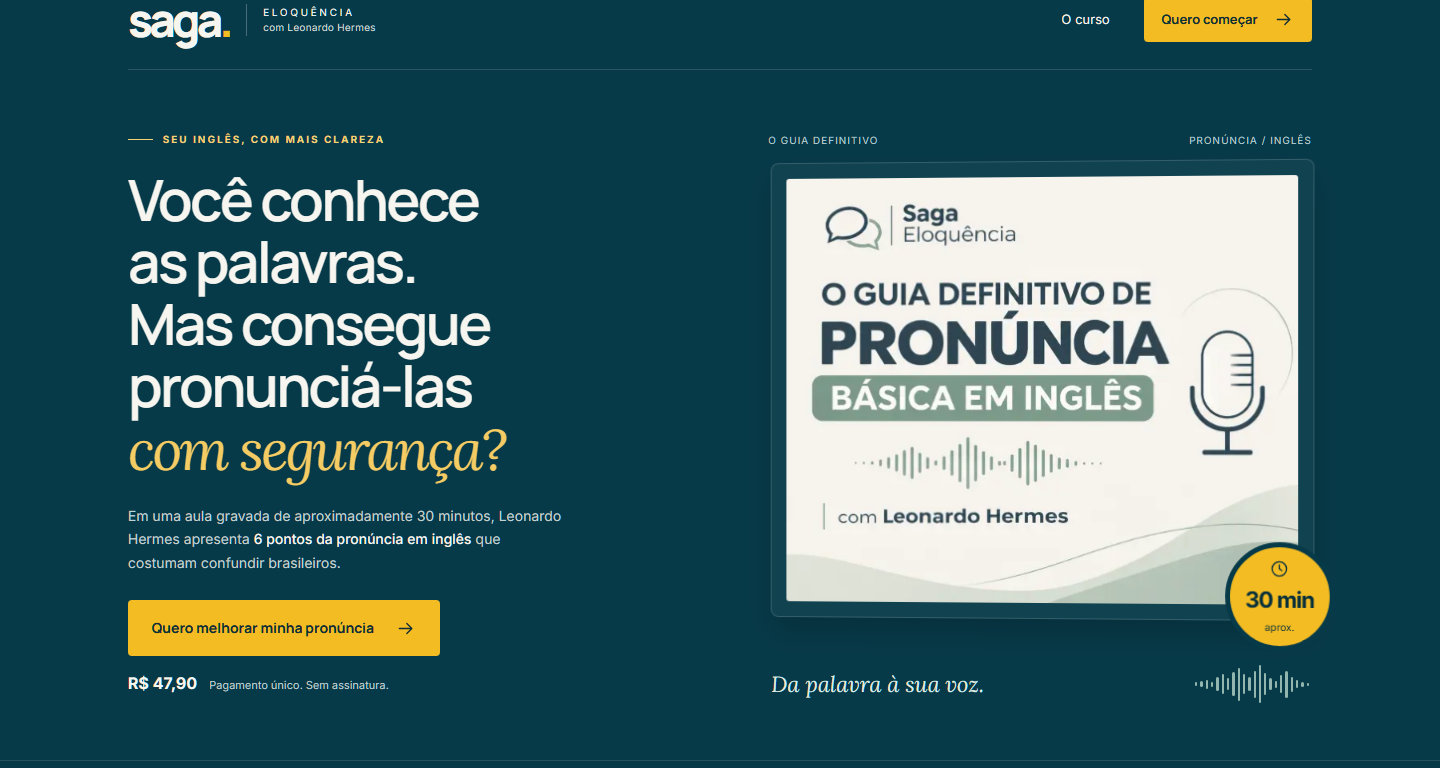 saga.
ELOQUÊNCIA
com Leonardo Hermes
O curso
Quero começar
SEU INGLÊS, COM MAIS CLAREZA
Você conhece
as palavras.
Mas consegue
pronunciá-las
com segurança?
Em uma aula gravada de aproximadamente 30 minutos, Leonardo
Hermes apresenta 6 pontos da pronúncia em inglês que
costumam confundir brasileiros.
Quero melhorar minha pronúncia
R$ 47,90 Pagamento único. Sem assinatura.
O GUIA DEFINITIVO
PRONÚNCIA / INGLÊS
Saga
Eloquência
O GUIA DEFINITIVO DE
PRONÚNCIA
BÁSICA EM INGLÊS
com Leonardo Hermes
30 min
aprox.
Da palavra à sua voz.